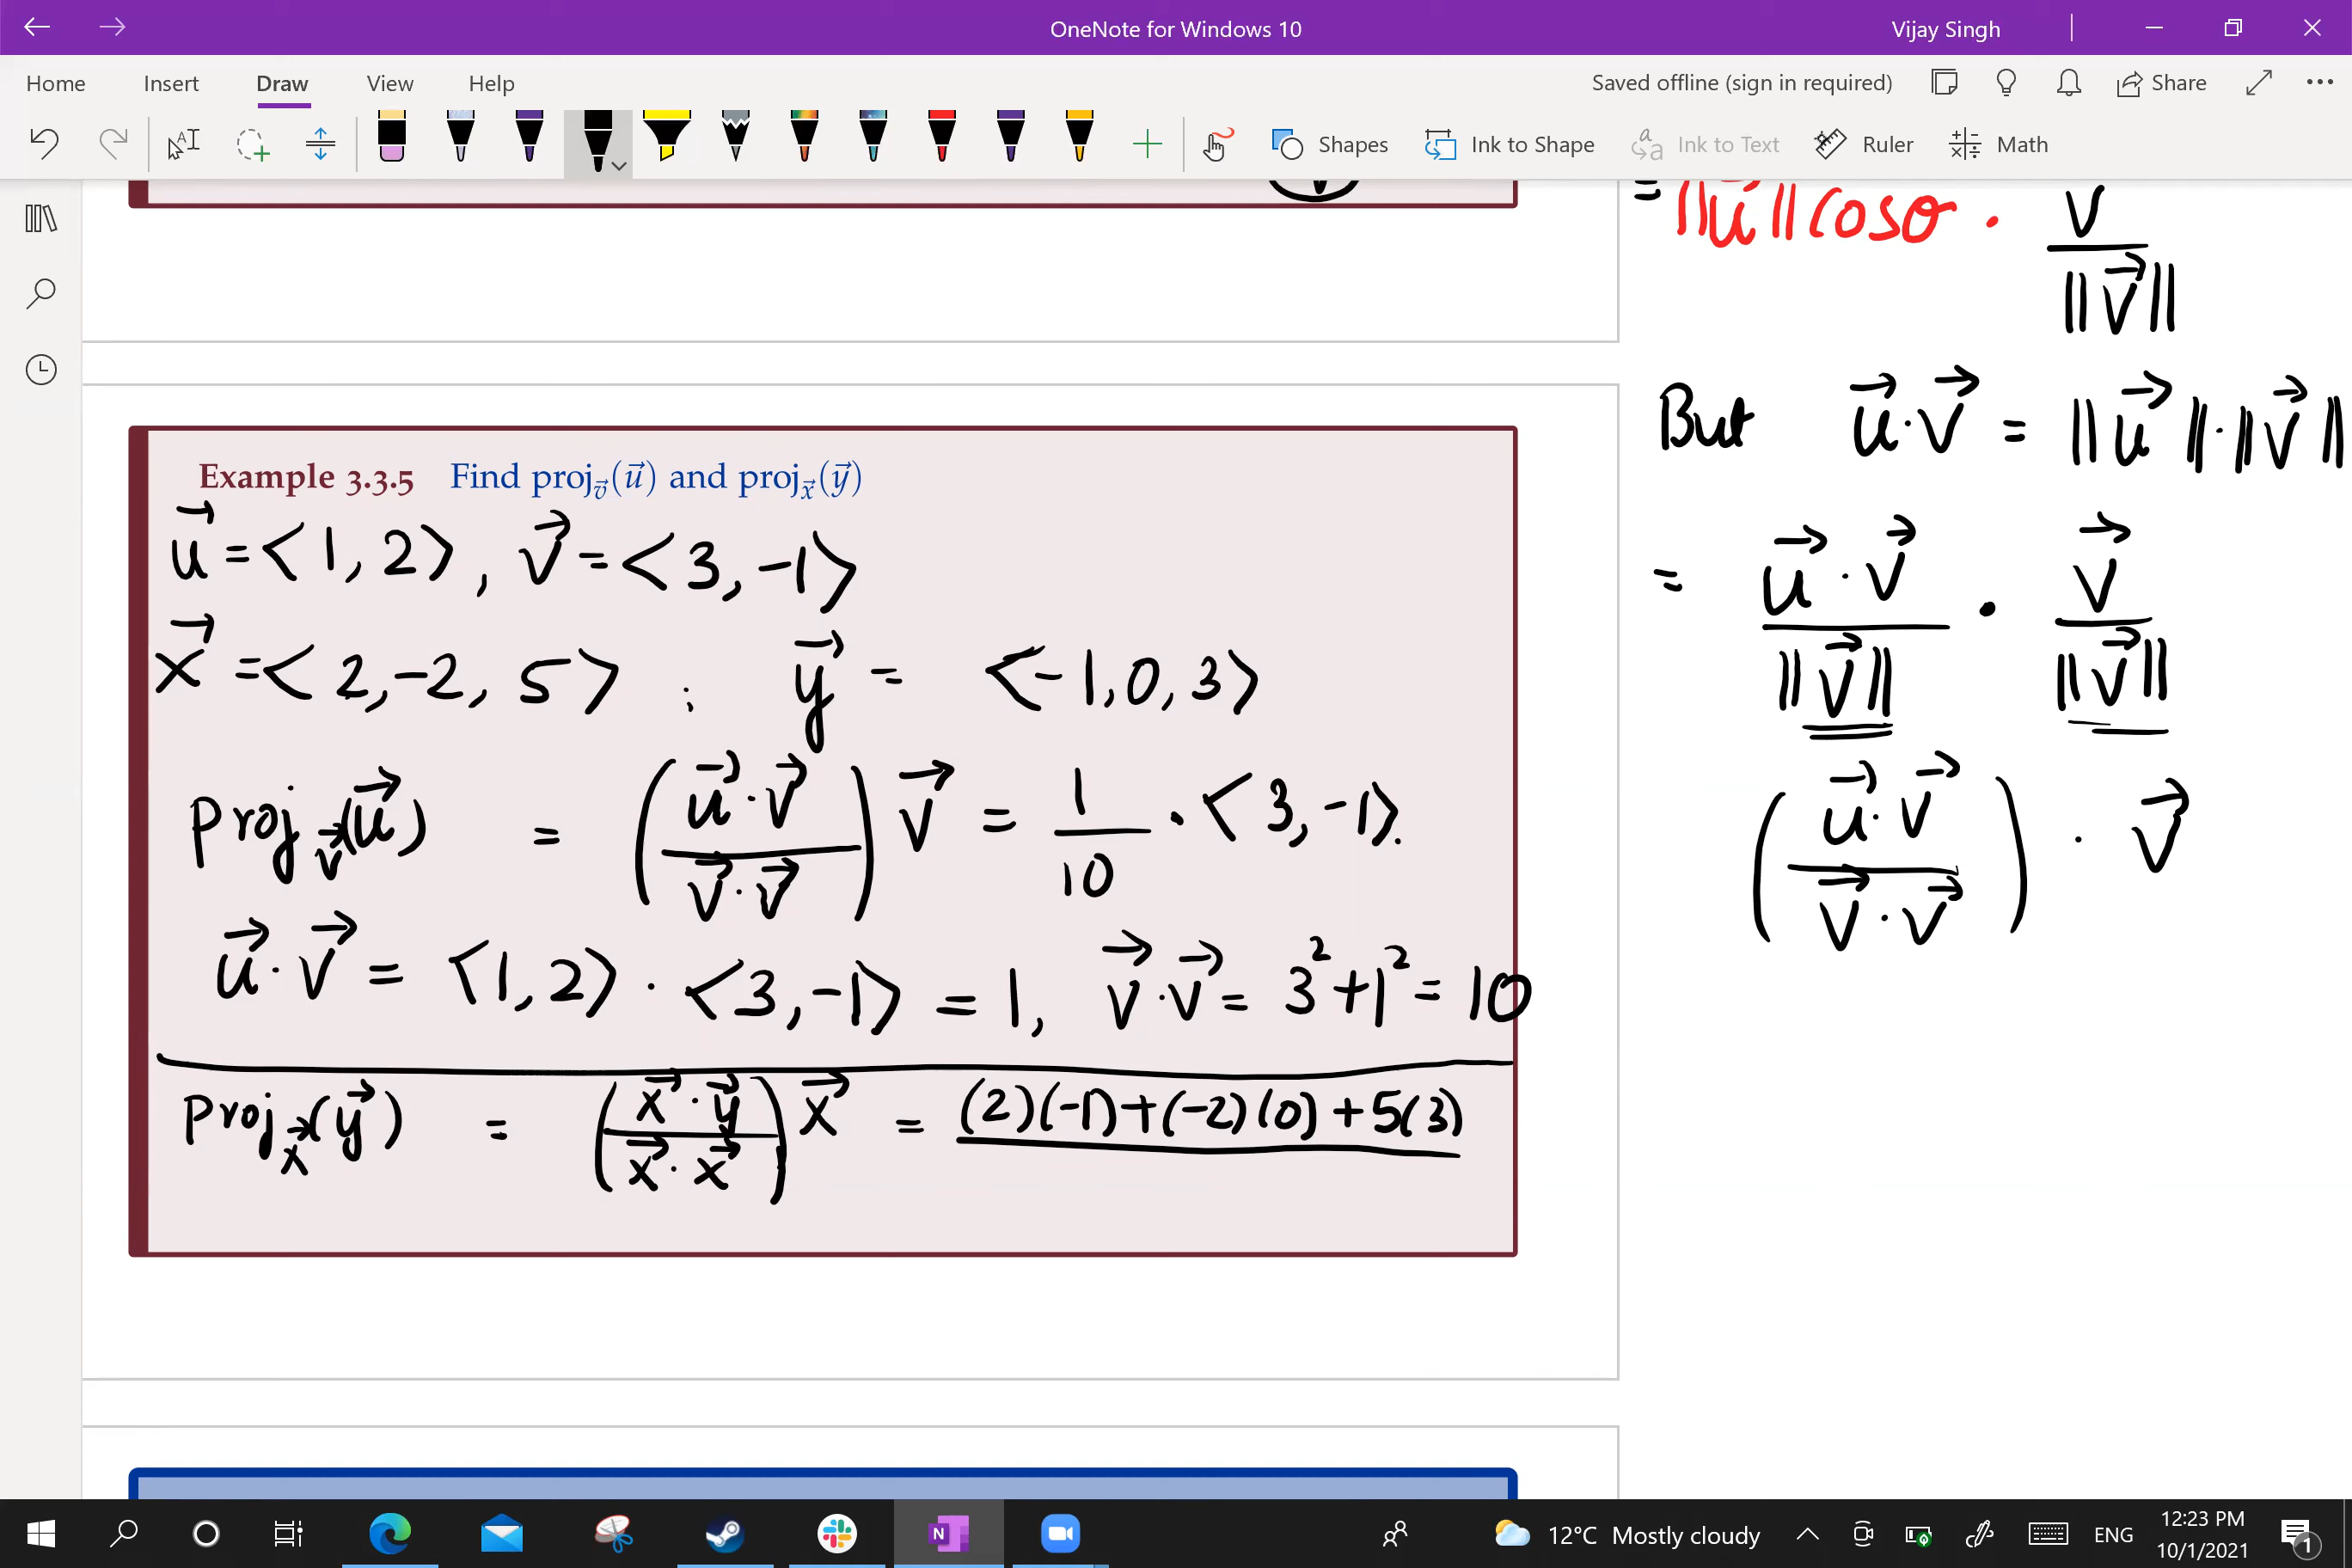 OneNote for Windows 10
Vijay Singh
Home Insert Draw View Help
Saved offline (sign in required) Share
Shapes Ink to Shape Ink to Text Ruler Math
Example 3.3.5 Find proj_v⃗(u⃗) and proj_x⃗(y⃗)
u⃗ = <1, 2>, v⃗ = <3, -1>
x⃗ = <2, -2, 5> ; y⃗ = <-1, 0, 3>
Proj_v⃗(u⃗) = (u⃗·v⃗ / v⃗·v⃗) v⃗ = 1/10 · <3, -1>.
u⃗·v⃗ = <1, 2> · <3, -1> = 1, v⃗·v⃗ = 3² + 1² = 10
Proj_x⃗(y⃗) = (x⃗·y⃗ / x⃗·x⃗) x⃗ = (2)(-1) + (-2)(0) + 5(3)
= ||u⃗|| cosθ · v / ||v⃗||
But u⃗·v⃗ = ||u⃗||·||v⃗||
= u⃗·v⃗ / ||v⃗|| · v⃗ / ||v⃗||
(u⃗·v⃗ / v⃗·v⃗) · v⃗
12°C Mostly cloudy
ENG
12:23 PM
10/1/2021
1